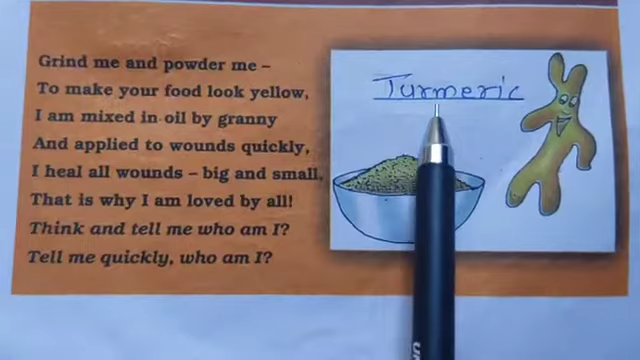 Grind me and powder me –
To make your food look yellow,
I am mixed in oil by granny
And applied to wounds quickly,
I heal all wounds – big and small,
That is why I am loved by all!
Think and tell me who am I?
Tell me quickly, who am I?
Turmeric